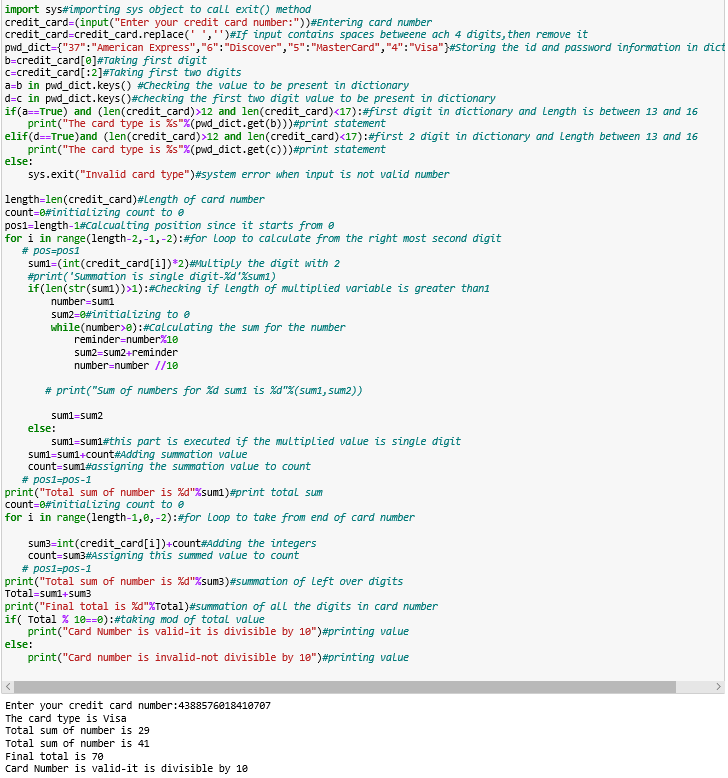 import sys#importing sys object to call exit() method
credit_card=(input("Enter your credit card number:"))#Entering card number
credit_card=credit_card.replace(' ','')#If input contains spaces betweene ach 4 digits,then remove it
pwd_dict={"37":"American Express","6":"Discover","5":"MasterCard","4":"Visa"}#Storing the id and password information in dict
b=credit_card[0]#Taking first digit
c=credit_card[:2]#Taking first two digits
a=b in pwd_dict.keys() #Checking the value to be present in dictionary
d=c in pwd_dict.keys()#checking the first two digit value to be present in dictionary
if(a==True) and (len(credit_card)>12 and len(credit_card)<17):#first digit in dictionary and length is between 13 and 16
    print("The card type is %s"%(pwd_dict.get(b)))#print statement
elif(d==True)and (len(credit_card)>12 and len(credit_card)<17):#first 2 digit in dictionary and length between 13 and 16
    print("The card type is %s"%(pwd_dict.get(c)))#print statement
else:
    sys.exit("Invalid card type")#system error when input is not valid number

length=len(credit_card)#length of card number
count=0#initializing count to 0
pos1=length-1#Calcualting position since it starts from 0
for i in range(length-2,-1,-2):#for loop to calculate from the right most second digit
   # pos=pos1
    sum1=(int(credit_card[i])*2)#Multiply the digit with 2
    #print('Summation is single digit-%d'%sum1)
    if(len(str(sum1))>1):#Checking if length of multiplied variable is greater than1
        number=sum1
        sum2=0#initializing to 0
        while(number>0):#Calculating the sum for the number
            reminder=number%10
            sum2=sum2+reminder
            number=number //10

       # print("Sum of numbers for %d sum1 is %d"%(sum1,sum2))

        sum1=sum2
    else:
        sum1=sum1#this part is executed if the multiplied value is single digit
    sum1=sum1+count#Adding summation value
    count=sum1#assigning the summation value to count
   # pos1=pos-1
print("Total sum of number is %d"%sum1)#print total sum
count=0#initializing count to 0
for i in range(length-1,0,-2):#for loop to take from end of card number

    sum3=int(credit_card[i])+count#Adding the integers
    count=sum3#Assigning this summed value to count
   # pos1=pos-1
print("Total sum of number is %d"%sum3)#summation of left over digits
Total=sum1+sum3
print("Final total is %d"%Total)#summation of all the digits in card number
if( Total % 10==0):#taking mod of total value
    print("Card Number is valid-it is divisible by 10")#printing value
else:
    print("Card number is invalid-not divisible by 10")#printing value

Enter your credit card number:4388576018410707
The card type is Visa
Total sum of number is 29
Total sum of number is 41
Final total is 70
Card Number is valid-it is divisible by 10